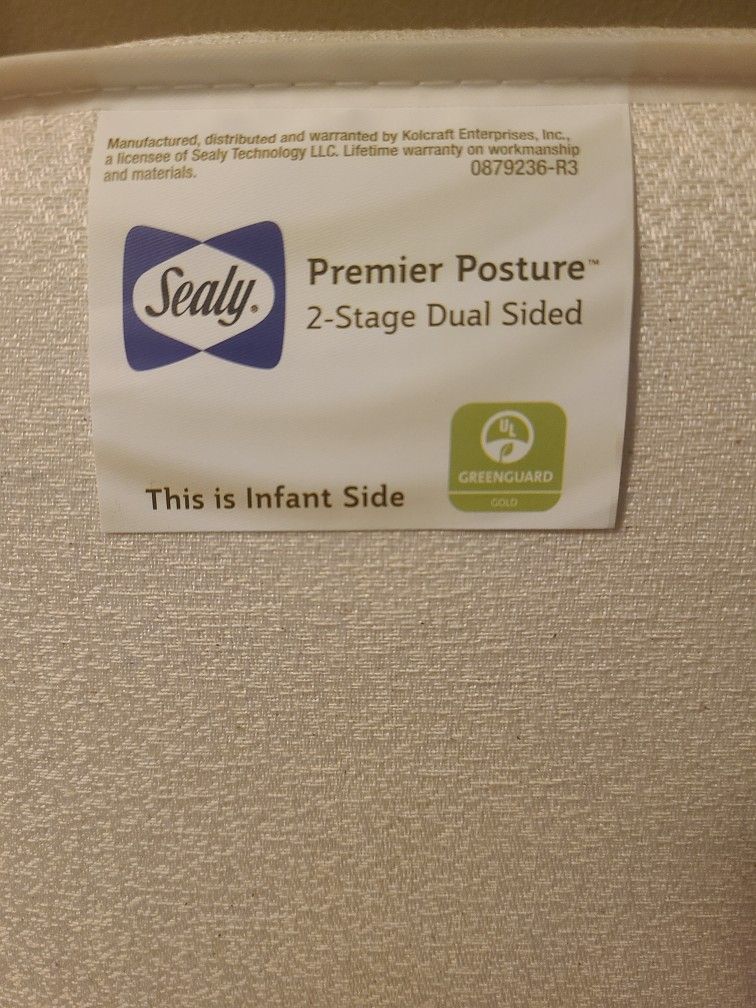 Manufactured, distributed and warranted by Kolcraft Enterprises, Inc.,
a licensee of Sealy Technology LLC. Lifetime warranty on workmanship
and materials. 0879236-R3
Sealy®
Premier Posture™
2-Stage Dual Sided
UL
GREENGUARD
GOLD
This is Infant Side